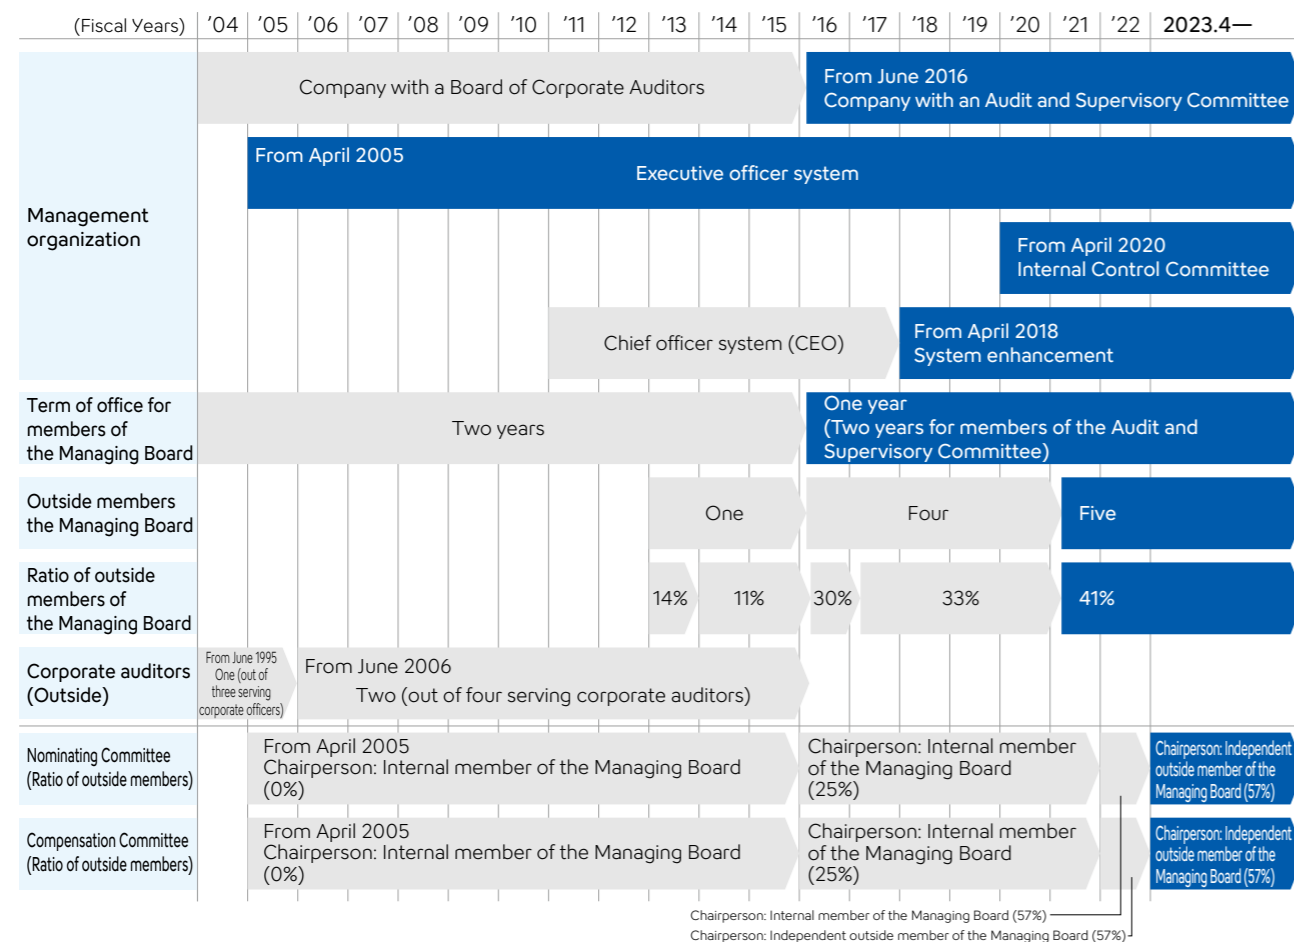 (Fiscal Years) ’04 ’05 ’06 ’07 ’08 ’09 ’10 ’11 ’12 ’13 ’14 ’15 ’16 ’17 ’18 ’19 ’20 ’21 ’22 2023.4—
Management
organization
Company with a Board of Corporate Auditors
From June 2016
Company with an Audit and Supervisory Committee
From April 2005
Executive officer system
From April 2020
Internal Control Committee
Chief officer system (CEO)
From April 2018
System enhancement
Term of office for
members of
the Managing Board
Two years
One year
(Two years for members of the Audit and
Supervisory Committee)
Outside members
the Managing Board
One
Four
Five
Ratio of outside
members of
the Managing Board
14%
11%
30%
33%
41%
Corporate auditors
(Outside)
From June 1995
One (out of
three serving
corporate officers)
From June 2006
Two (out of four serving corporate auditors)
Nominating Committee
(Ratio of outside members)
From April 2005
Chairperson: Internal member of the Managing Board
(0%)
Chairperson: Internal member
of the Managing Board
(25%)
Chairperson: Independent
outside member of the
Managing Board (57%)
Compensation Committee
(Ratio of outside members)
From April 2005
Chairperson: Internal member of the Managing Board
(0%)
Chairperson: Internal member
of the Managing Board
(25%)
Chairperson: Independent
outside member of the
Managing Board (57%)
Chairperson: Internal member of the Managing Board (57%)
Chairperson: Independent outside member of the Managing Board (57%)